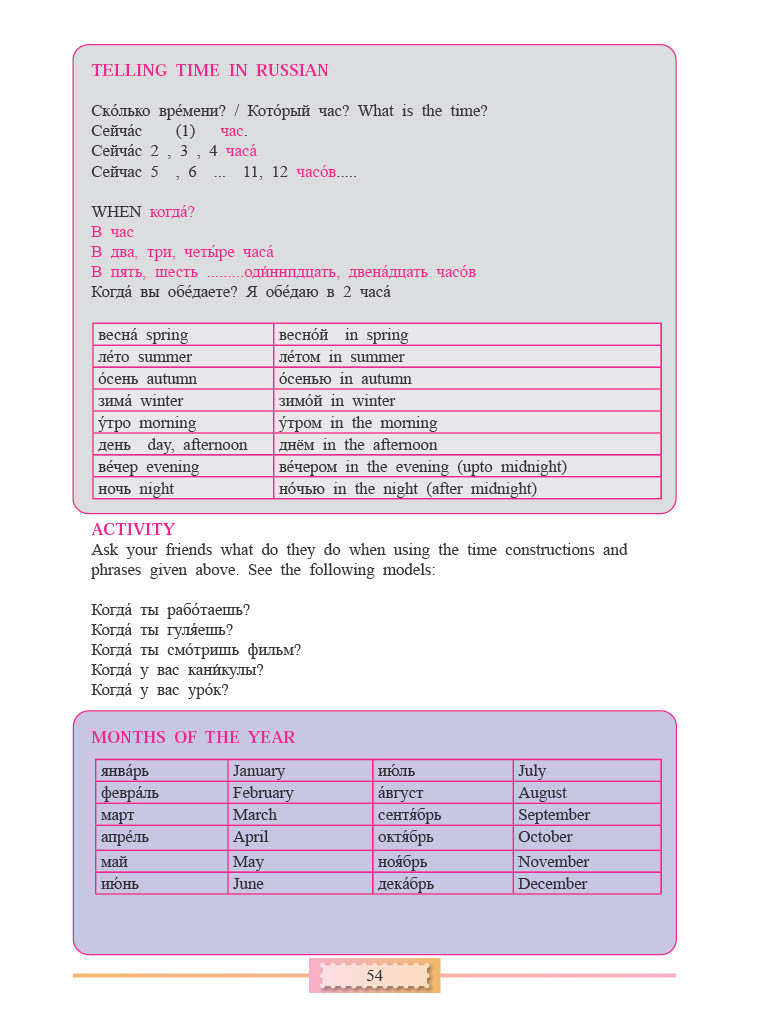 TELLING TIME IN RUSSIAN
Ско́лько вре́мени? / Кото́рый час? What is the time?
Сейча́с (1) час.
Сейча́с 2 , 3 , 4 часа́
Сейчас 5 , 6 ... 11, 12 часо́в.....
WHEN когда́?
В час
В два, три, четы́ре часа́
В пять, шесть .........оди́ннпдцать, двена́дцать часо́в
Когда́ вы обе́даете? Я обе́даю в 2 часа́
весна́ spring весно́й in spring
ле́то summer ле́том in summer
о́сень autumn о́сенью in autumn
зима́ winter зимо́й in winter
у́тро morning у́тром in the morning
день day, afternoon днём in the afternoon
ве́чер evening ве́чером in the evening (upto midnight)
ночь night но́чью in the night (after midnight)
ACTIVITY
Ask your friends what do they do when using the time constructions and
phrases given above. See the following models:
Когда́ ты рабо́таешь?
Когда́ ты гуля́ешь?
Когда́ ты смо́тришь фильм?
Когда́ у вас кани́кулы?
Когда́ у вас уро́к?
MONTHS OF THE YEAR
янва́рь January ию́ль July
февра́ль February а́вгуст August
март March сентя́брь September
апре́ль April октя́брь October
май May ноя́брь November
ию́нь June дека́брь December
54